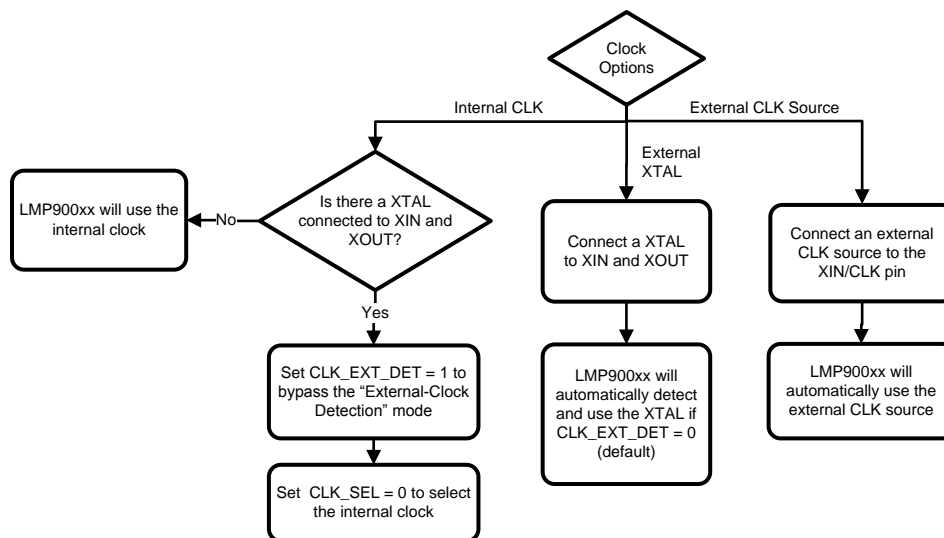 Clock
Options
Internal CLK
External CLK Source
External
XTAL
Is there a XTAL
connected to XIN and
XOUT?
No
LMP900xx will use the
internal clock
Yes
Set CLK_EXT_DET = 1 to
bypass the “External-Clock
Detection” mode
Set  CLK_SEL = 0 to select
the internal clock
Connect a XTAL
to XIN and XOUT
LMP900xx will
automatically detect
and use the XTAL if
CLK_EXT_DET = 0
(default)
Connect an external
CLK source to the
XIN/CLK pin
LMP900xx will
automatically use the
external CLK source